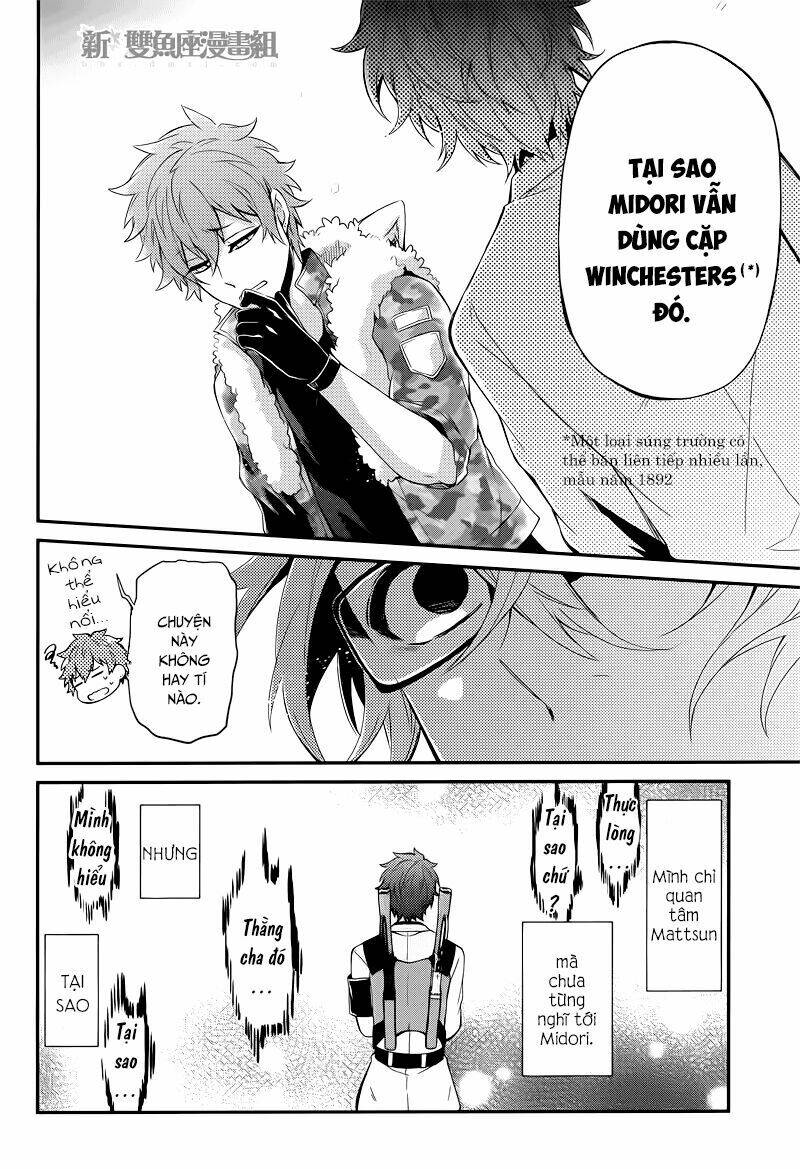 新★雙魚座漫畫組
bbs.dmzj.com
TẠI SAO
MIDORI VẪN
DÙNG CẶP
WINCHESTERS(*)
ĐÓ.
*Một loại súng trường có
thể bắn liên tiếp nhiều lần,
mẫu năm 1892
CHUYỆN
NÀY
KHÔNG
HAY TÍ
NÀO.
Không
thể
hiểu
nổi...
Mình chỉ
quan
tâm
Mattsun
Thực
lòng
...
Tại
sao
chứ
?
mà
chưa
từng
nghĩ tới
Midori.
Thằng
cha đó
...
NHƯNG
Mình
không
hiểu
TẠI
SAO
Tại
sao
...